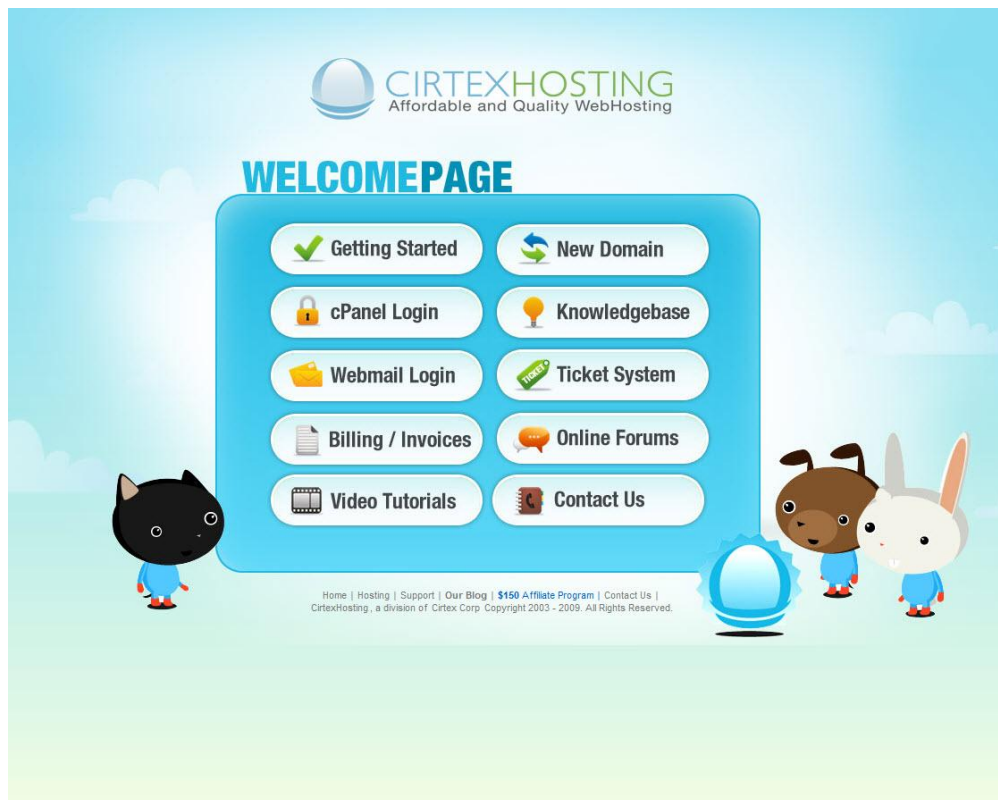 CIRTEXHOSTING
Affordable and Quality WebHosting
WELCOMEPAGE
Getting Started
New Domain
cPanel Login
Knowledgebase
Webmail Login
TICKET
Ticket System
Billing / Invoices
Online Forums
Video Tutorials
Contact Us
Home | Hosting | Support | Our Blog | $150 Affiliate Program | Contact Us |
CirtexHosting, a division of Cirtex Corp Copyright 2003 - 2009. All Rights Reserved.